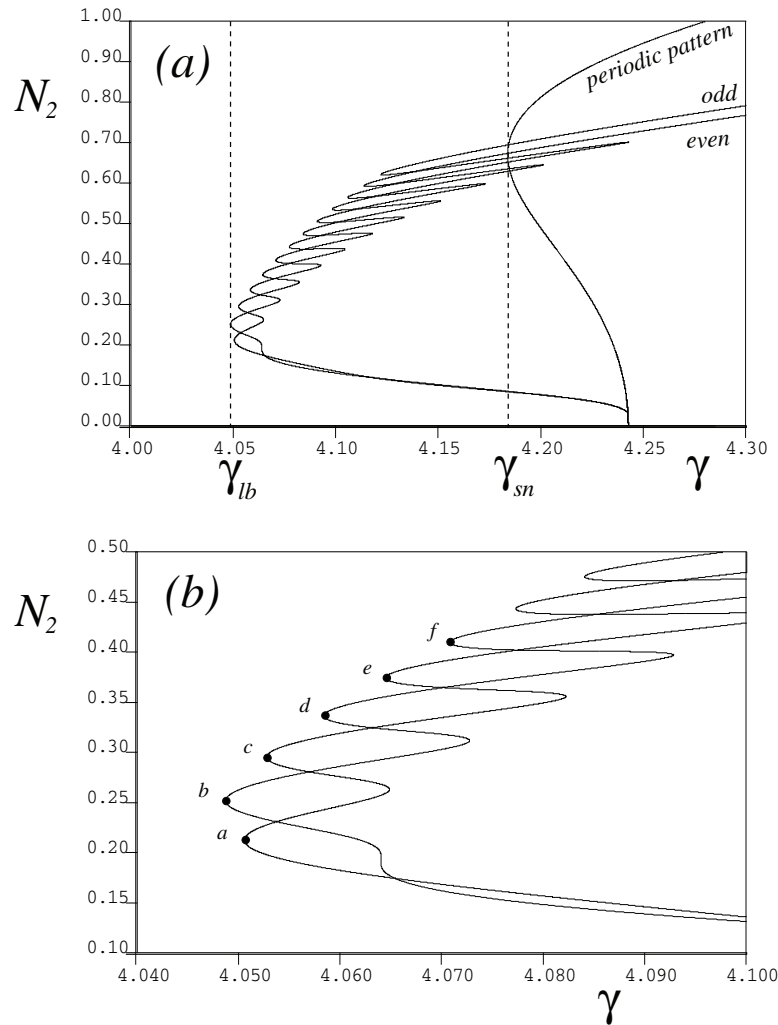 1.00
(a)
periodic pattern
N2
0.90
0.80
odd
0.70
even
0.60
0.50
0.40
0.30
0.20
0.10
0.00
4.00 4.05 4.10 4.15 4.20 4.25 4.30
γlb γsn γ
0.50
(b)
N2
0.45
f
0.40
e
0.35
d
0.30
c
0.25
b
a
0.20
0.15
0.10
4.040 4.050 4.060 4.070 4.080 4.090 4.100
γ